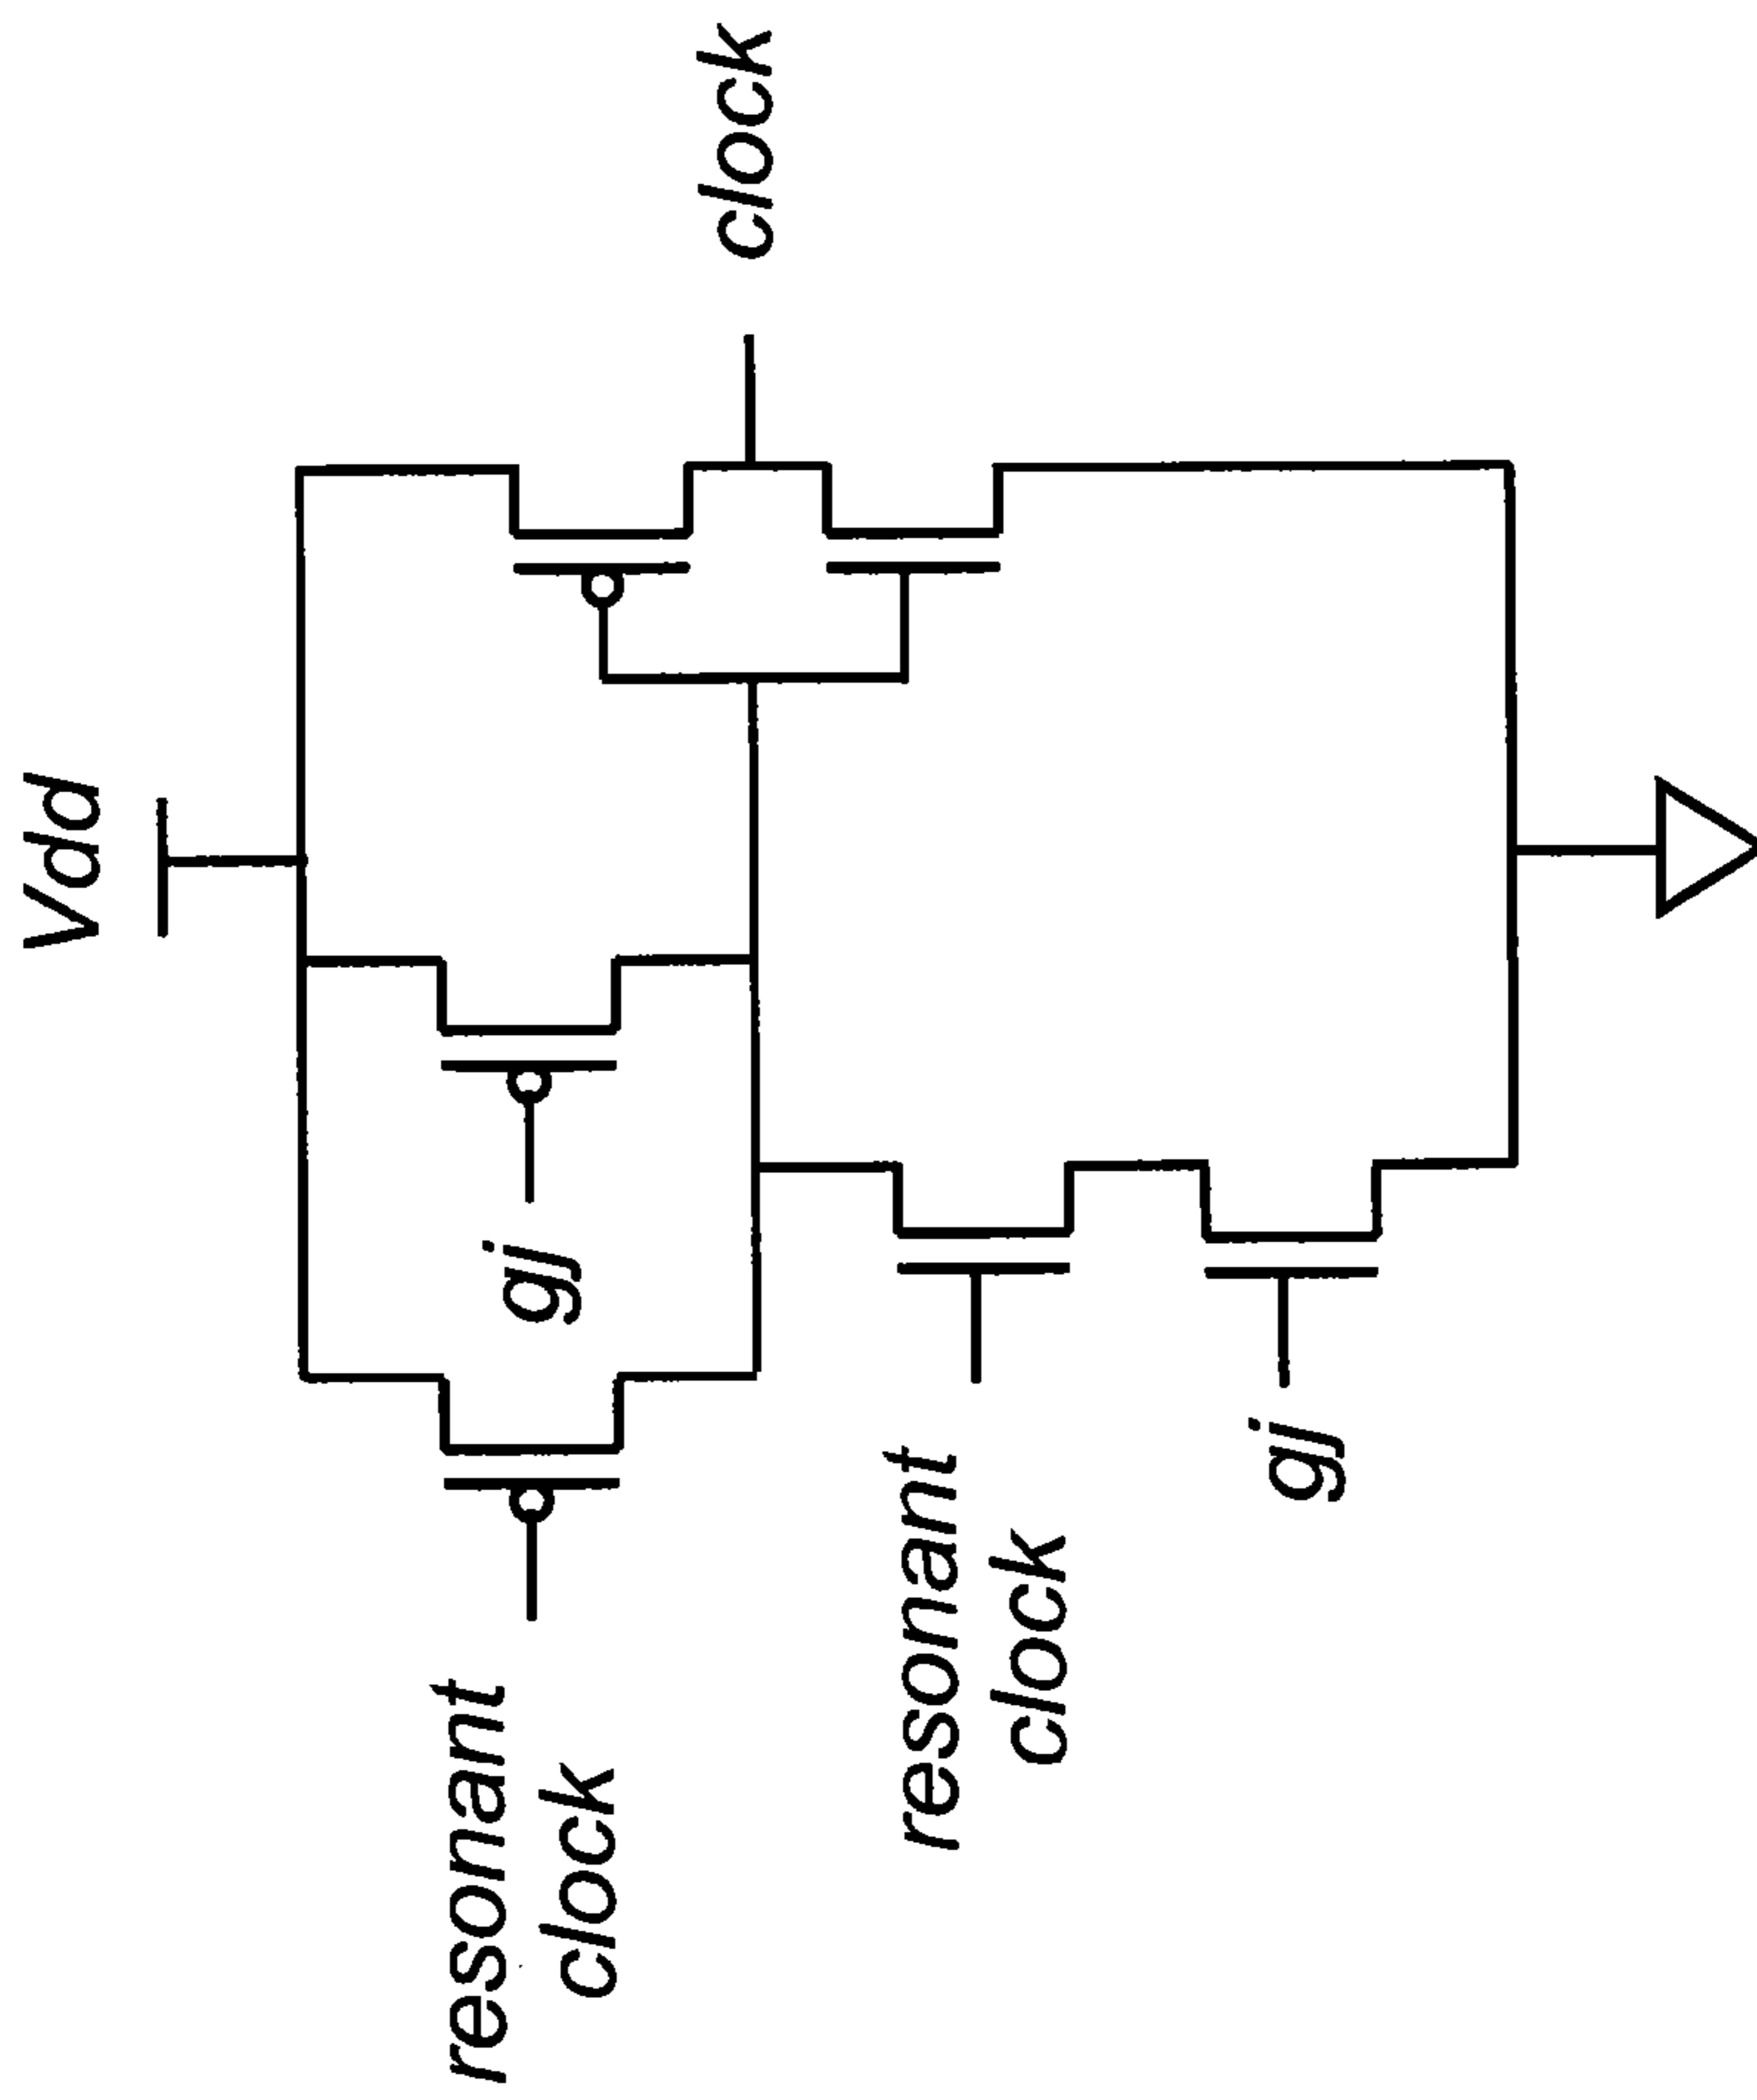 Vdd
resonant
clock
gj
clock
resonant
clock
gj